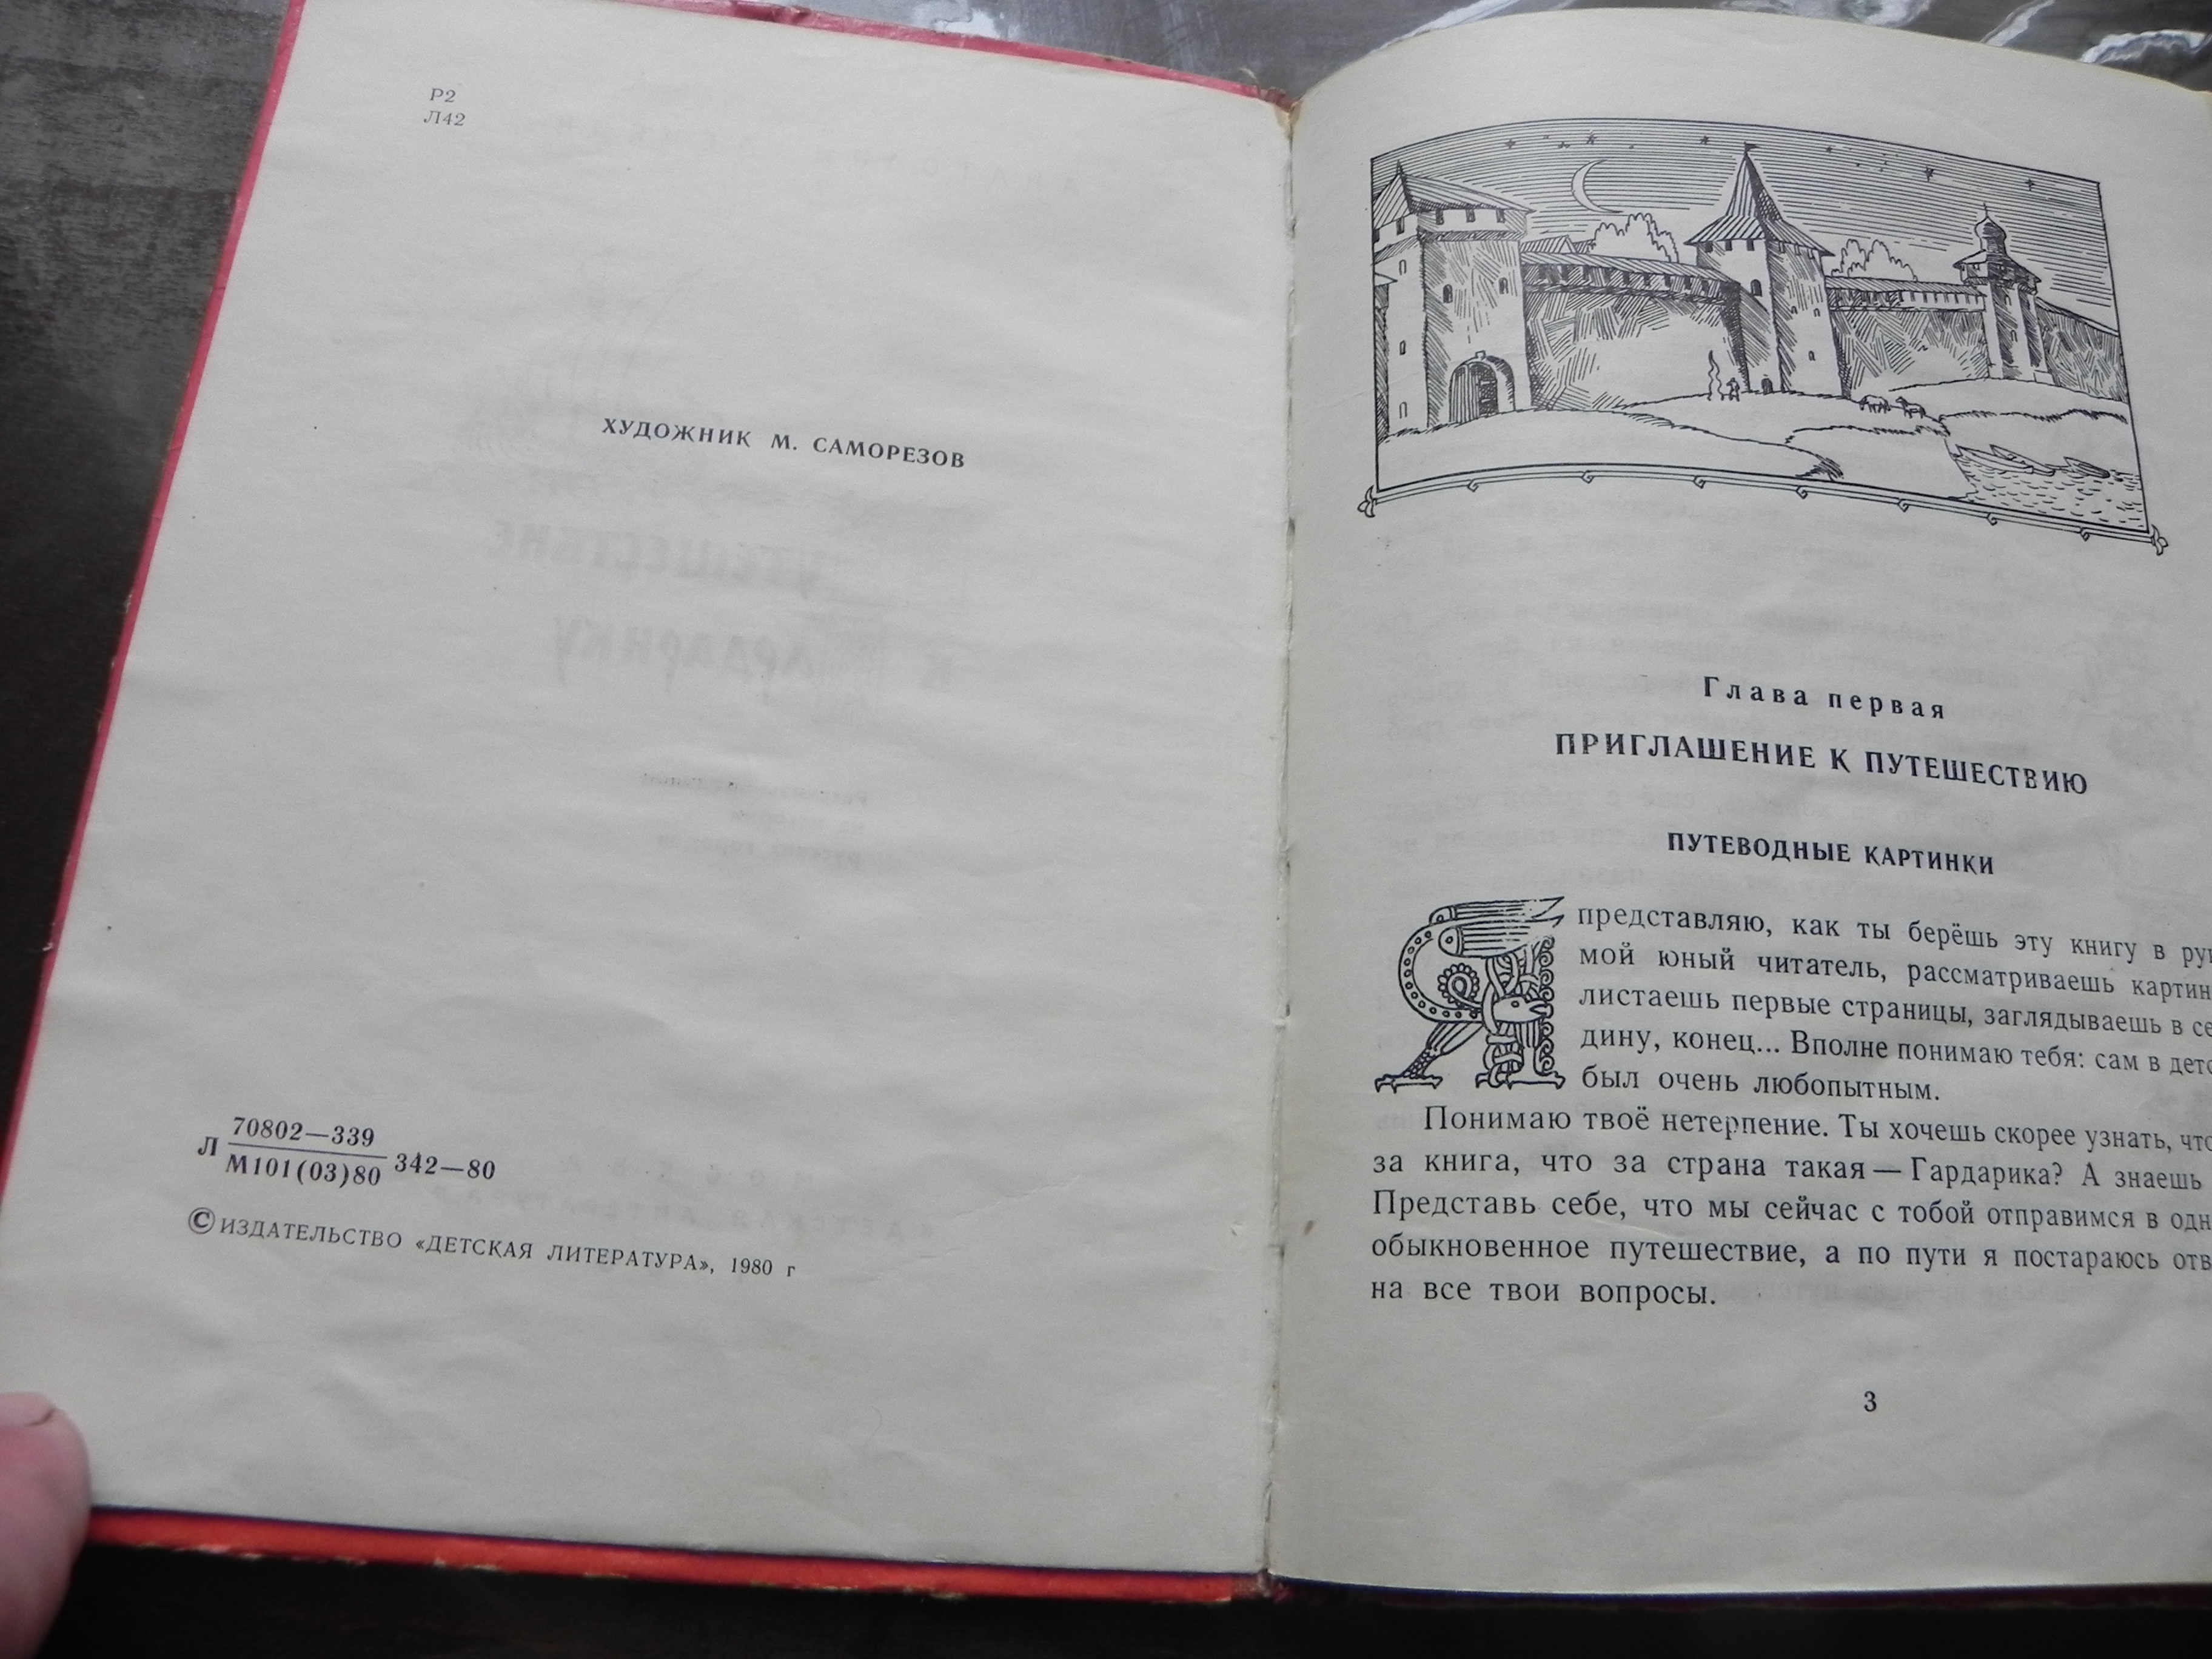 Р2
Л42
ХУДОЖНИК М. САМОРЕЗОВ
Л 70802—339
М101(03)80 342—80
© ИЗДАТЕЛЬСТВО «ДЕТСКАЯ ЛИТЕРАТУРА», 1980 г
Глава первая
ПРИГЛАШЕНИЕ К ПУТЕШЕСТВИЮ
ПУТЕВОДНЫЕ КАРТИНКИ
Я представляю, как ты берёшь эту книгу в
мой юный читатель, рассматриваешь
листаешь первые страницы, заглядываешь в
дину, конец... Вполне понимаю тебя: сам в
был очень любопытным.
Понимаю твоё нетерпение. Ты хочешь скорее узнать, что
за книга, что за страна такая — Гардарика? А знаешь
Представь себе, что мы сейчас с тобой отправимся в
обыкновенное путешествие, а по пути я постараюсь
на все твои вопросы.
3